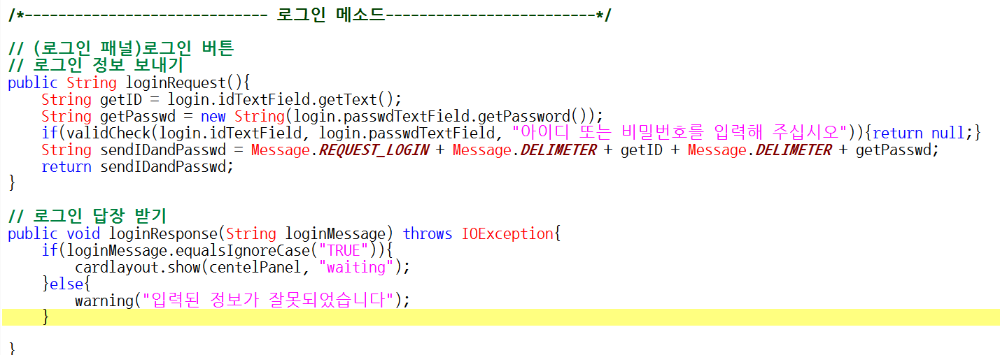 /*----------------------------- 로그인 메소드-------------------------*/
// (로그인 패널)로그인 버튼
// 로그인 정보 보내기
public String loginRequest(){
String getID = login.idTextField.getText();
String getPasswd = new String(login.passwdTextField.getPassword());
if(validCheck(login.idTextField, login.passwdTextField, "아이디 또는 비밀번호를 입력해 주십시오")){return null;}
String sendIDandPasswd = Message.REQUEST_LOGIN + Message.DELIMETER + getID + Message.DELIMETER + getPasswd;
return sendIDandPasswd;
}
// 로그인 답장 받기
public void loginResponse(String loginMessage) throws IOException{
if(loginMessage.equalsIgnoreCase("TRUE")){
cardlayout.show(centelPanel, "waiting");
}else{
warning("입력된 정보가 잘못되었습니다");
}
}